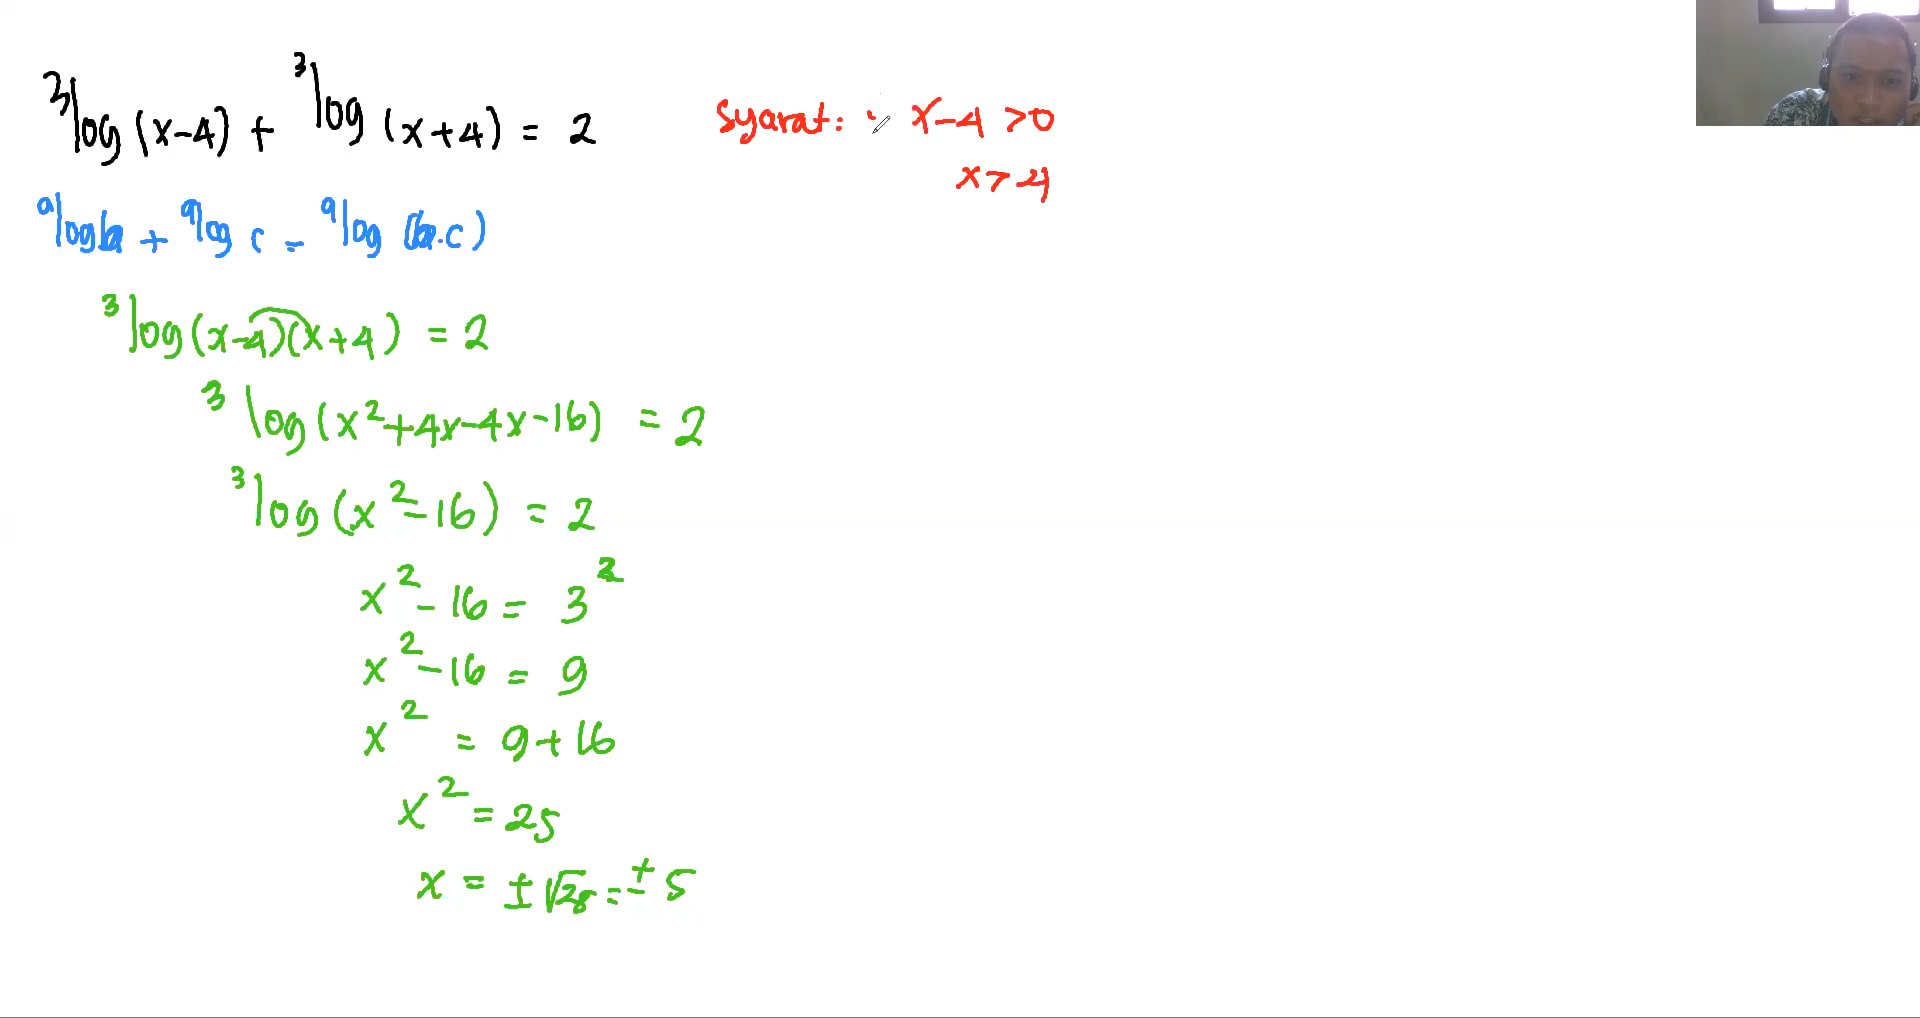 ³log(x-4) + ³log(x+4) = 2
ᵃlog b + ᵃlog c = ᵃlog (b.c)
³log(x-4)(x+4) = 2
³log(x²+4x-4x-16) = 2
³log(x²-16) = 2
x²-16 = 3²
x²-16 = 9
x² = 9+16
x² = 25
x = ±√25 = ± 5
Syarat: • x-4 >0
x > 4